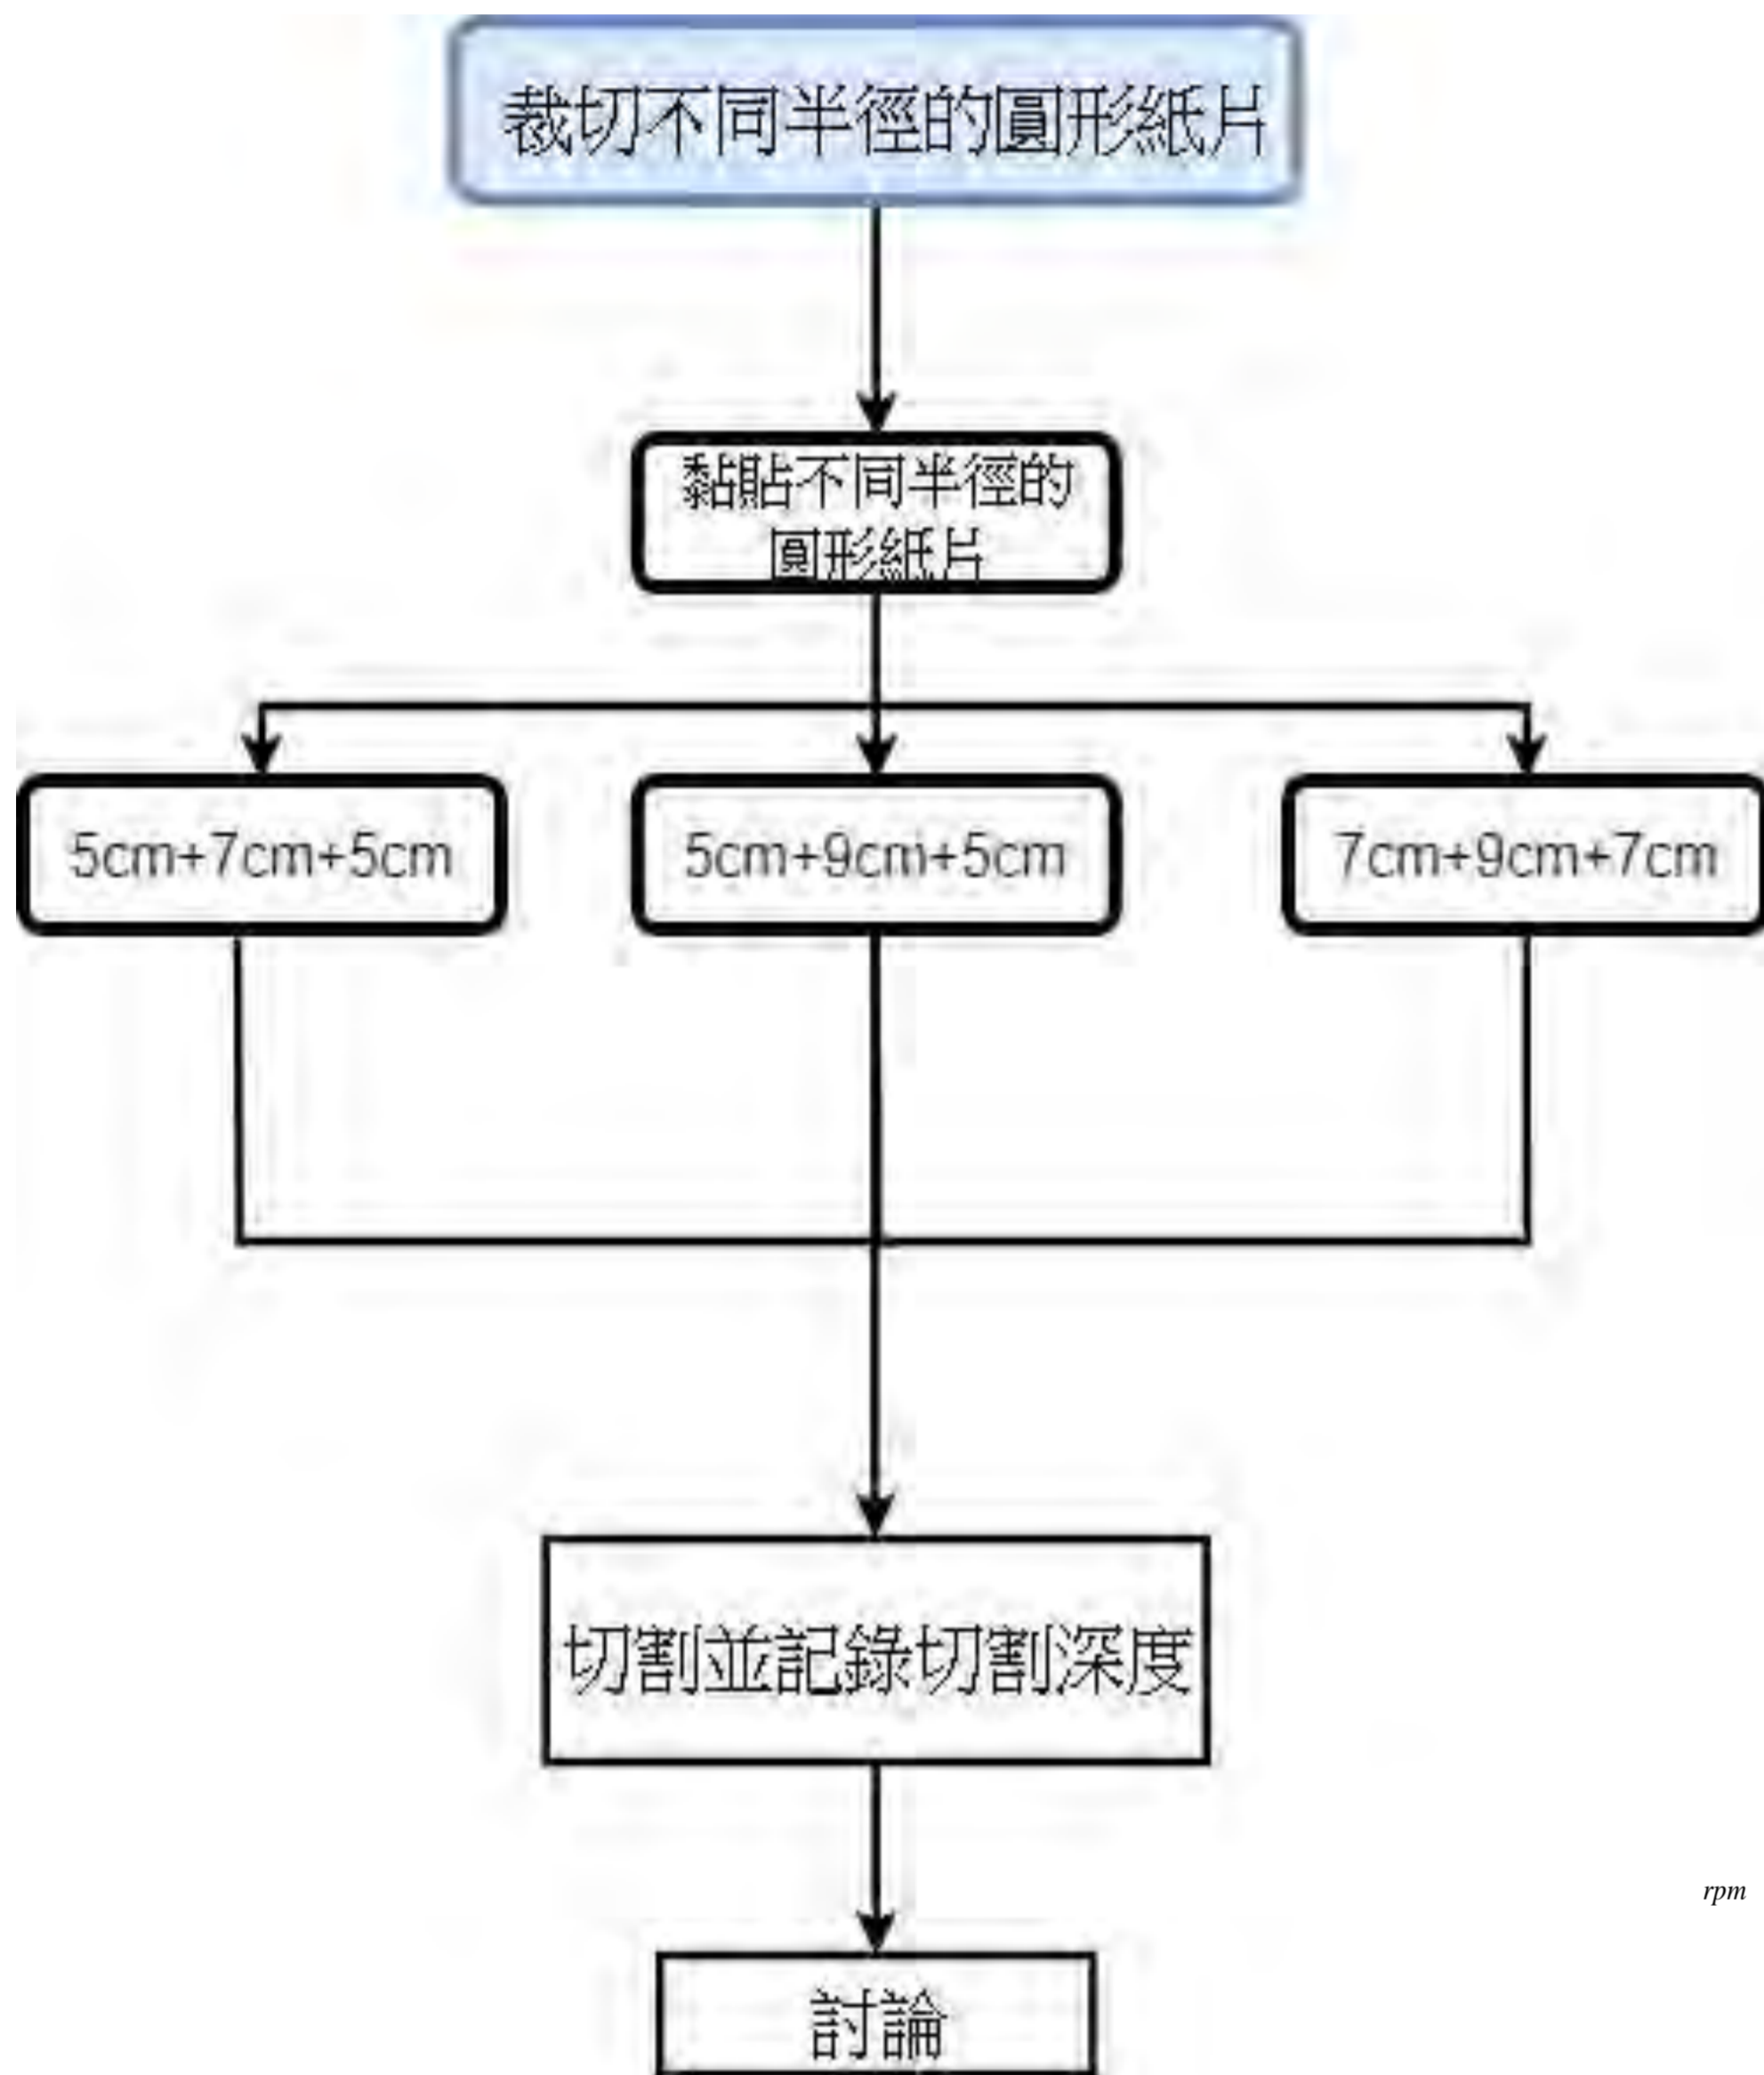 裁切不同半徑的圓形紙片
黏貼不同半徑的
圓形紙片
5cm+7cm+5cm
5cm+9cm+5cm
7cm+9cm+7cm
切割並記錄切割深度
rpm
討論